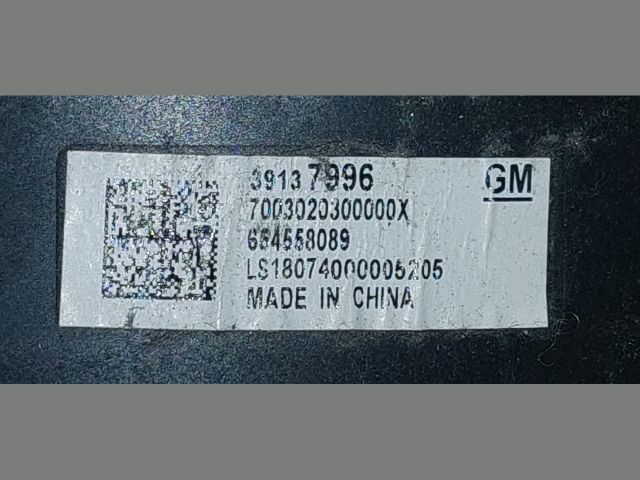 39137996 GM
7003020300000X
654558089
LS18074000005205
MADE IN CHINA